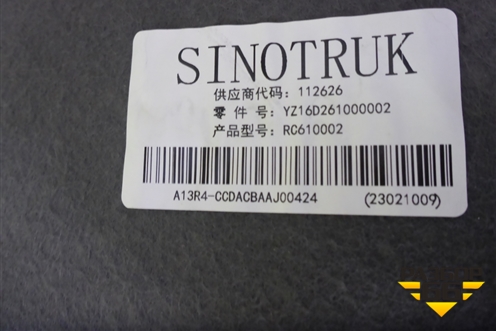 SINOTRUK
供应商代码: 112626
零 件 号: YZ16D261000002
产品型号: RC610002
A13R4-CCDACBAAJ00424 (23021009)